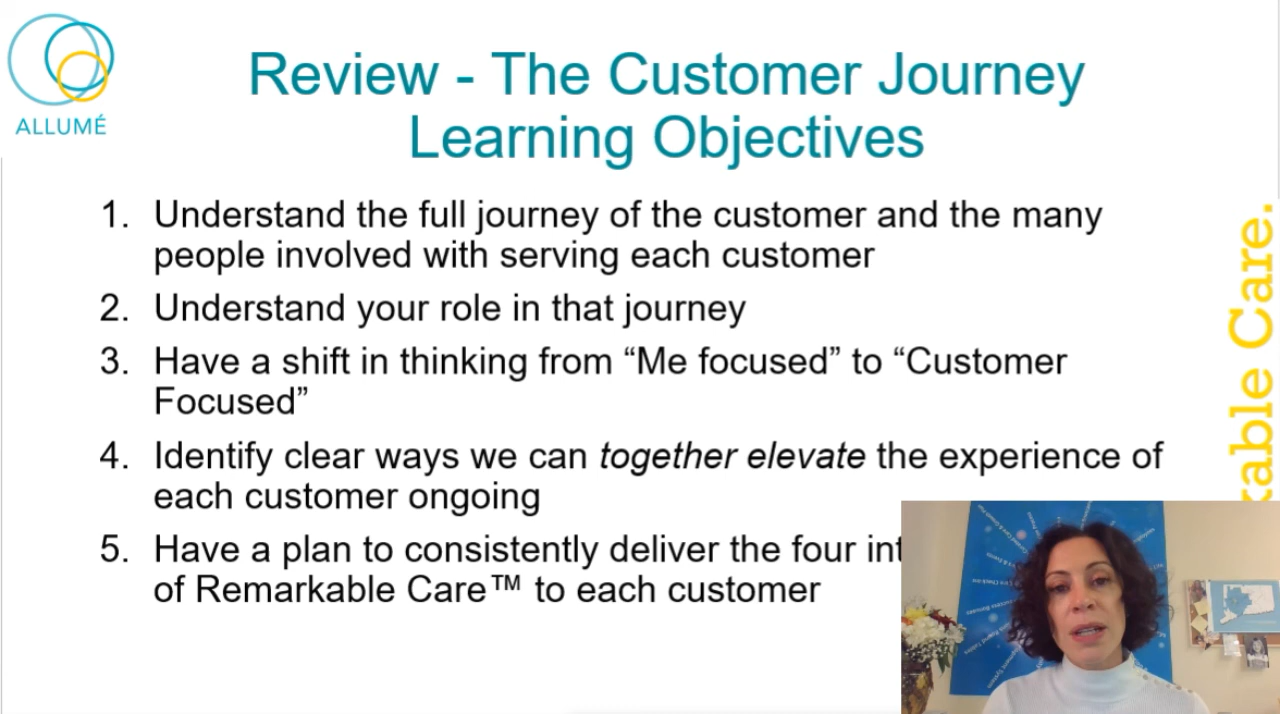 ALLUMÉ
Review - The Customer Journey
Learning Objectives
1. Understand the full journey of the customer and the many
people involved with serving each customer
2. Understand your role in that journey
3. Have a shift in thinking from “Me focused” to “Customer
Focused”
4. Identify clear ways we can together elevate the experience of
each customer ongoing
5. Have a plan to consistently deliver the four
of Remarkable Care™ to each customer
Care.